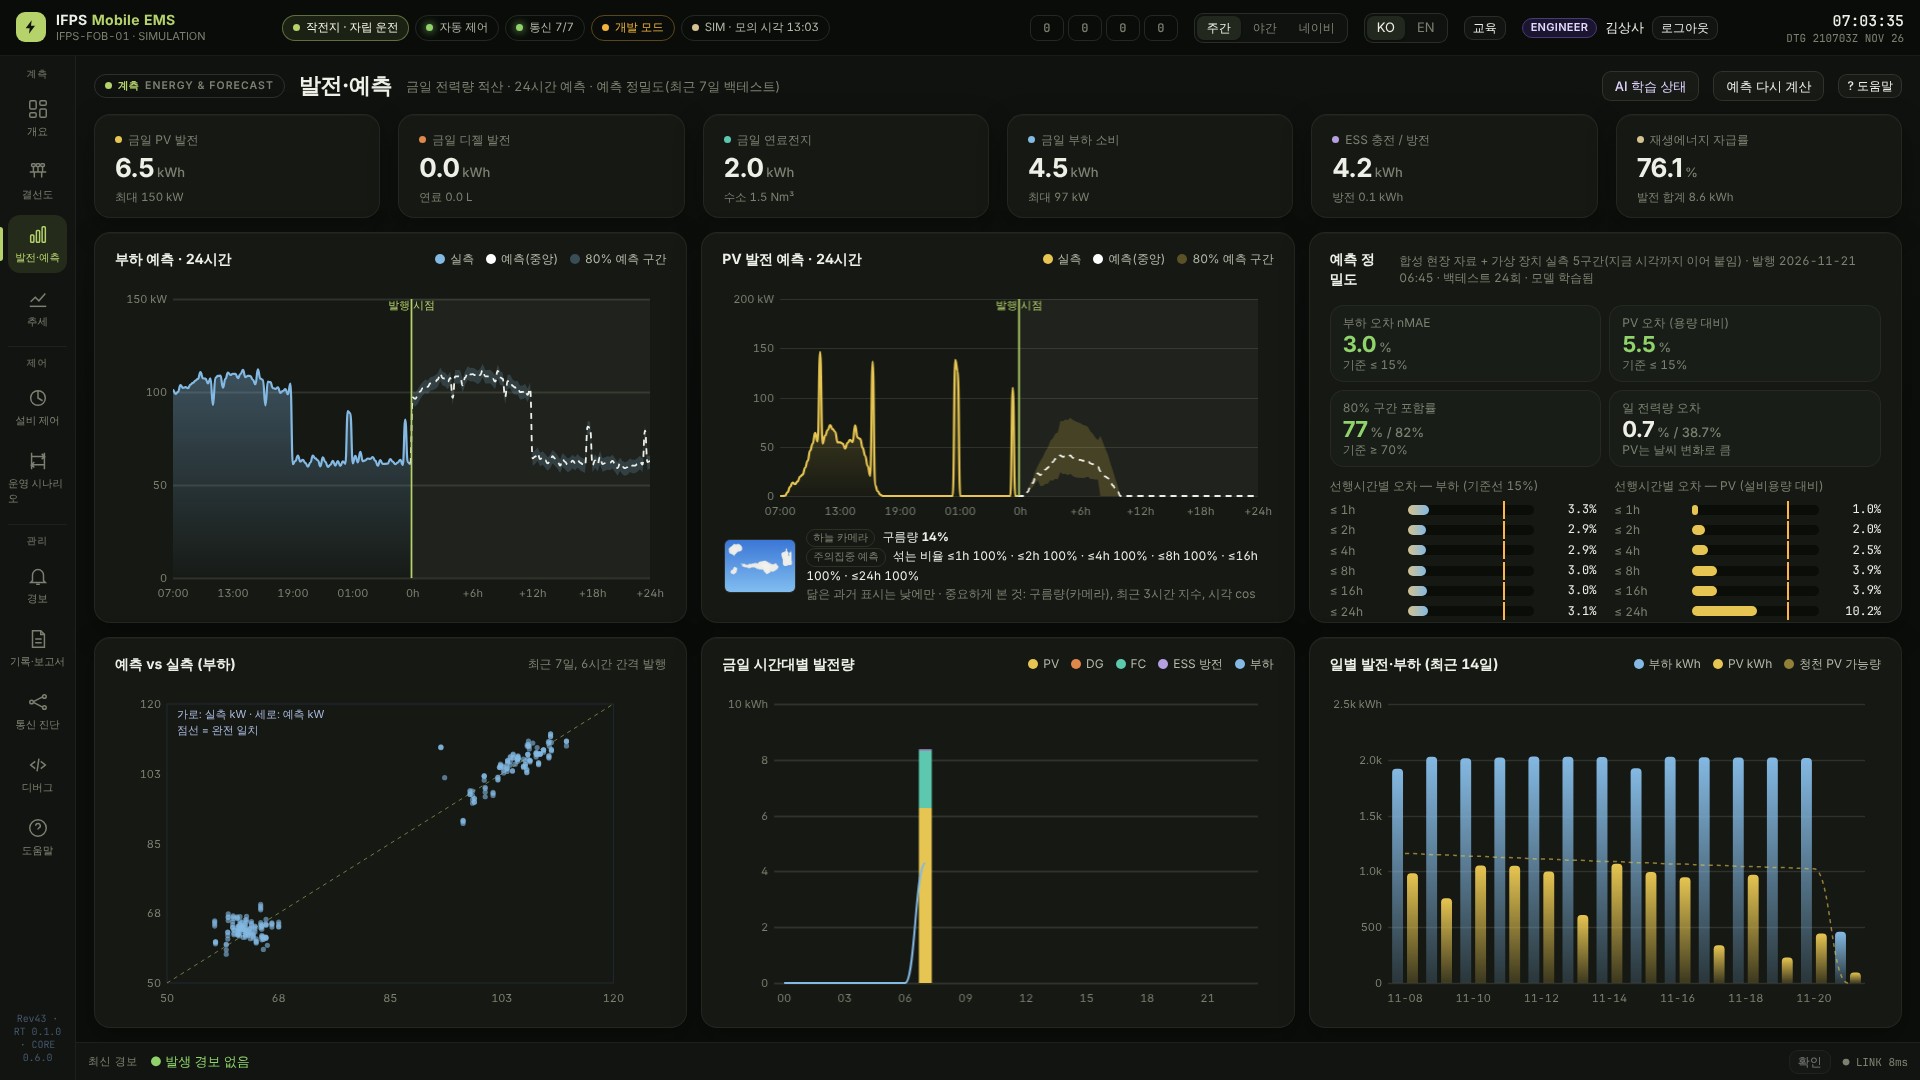 IFPS Mobile EMS
IFPS-FOB-01 · SIMULATION
작전지 · 자립 운전
자동 제어
통신 7/7
개발 모드
SIM · 모의 시각 13:03
0 0 0 0
주간 야간 네이비
KO EN
교육
ENGINEER 김상사 로그아웃
07:03:35
DTG 210703Z NOV 26
계측
개요
결선도
발전·예측
추세
제어
설비 제어
운영 시나리
오
관리
경보
기록·보고서
통신 진단
디버그
도움말
Rev43 ·
RT 0.1.0
· CORE
0.6.0
계측 ENERGY & FORECAST
발전·예측
금일 전력량 적산 · 24시간 예측 · 예측 정밀도(최근 7일 백테스트)
AI 학습 상태
예측 다시 계산
? 도움말
금일 PV 발전
6.5 kWh
최대 150 kW
금일 디젤 발전
0.0 kWh
연료 0.0 L
금일 연료전지
2.0 kWh
수소 1.5 Nm³
금일 부하 소비
4.5 kWh
최대 97 kW
ESS 충전 / 방전
4.2 kWh
방전 0.1 kWh
재생에너지 자급률
76.1 %
발전 합계 8.6 kWh
부하 예측 · 24시간
실측 예측(중앙) 80% 예측 구간
발행 시점
150 kW
100
50
0
07:00 13:00 19:00 01:00 0h +6h +12h +18h +24h
PV 발전 예측 · 24시간
실측 예측(중앙) 80% 예측 구간
발행 시점
200 kW
150
100
50
0
07:00 13:00 19:00 01:00 0h +6h +12h +18h +24h
하늘 카메라 구름량 14%
주의집중 예측 섞는 비율 ≤1h 100% · ≤2h 100% · ≤4h 100% · ≤8h 100% · ≤16h
100% · ≤24h 100%
닮은 과거 표시는 낮에만 · 중요하게 본 것: 구름량(카메라), 최근 3시간 지수, 시각 cos
예측 정
밀도
합성 현장 자료 + 가상 장치 실측 5구간(지금 시각까지 이어 붙임) · 발행 2026-11-21
06:45 · 백테스트 24회 · 모델 학습됨
부하 오차 nMAE
3.0 %
기준 ≤ 15%
PV 오차 (용량 대비)
5.5 %
기준 ≤ 15%
80% 구간 포함률
77 % / 82%
기준 ≥ 70%
일 전력량 오차
0.7 % / 38.7%
PV는 날씨 변화로 큼
선행시간별 오차 — 부하 (기준선 15%)
≤ 1h 3.3%
≤ 2h 2.9%
≤ 4h 2.9%
≤ 8h 3.0%
≤ 16h 3.0%
≤ 24h 3.1%
선행시간별 오차 — PV (설비용량 대비)
≤ 1h 1.0%
≤ 2h 2.0%
≤ 4h 2.5%
≤ 8h 3.9%
≤ 16h 3.9%
≤ 24h 10.2%
예측 vs 실측 (부하)
최근 7일, 6시간 간격 발행
가로: 실측 kW · 세로: 예측 kW
점선 = 완전 일치
120
103
85
68
50
50 68 85 103 120
금일 시간대별 발전량
PV DG FC ESS 방전 부하
10 kWh
8
6
4
2
0
00 03 06 09 12 15 18 21
일별 발전·부하 (최근 14일)
부하 kWh PV kWh 청천 PV 가능량
2.5k kWh
2.0k
1.5k
1.0k
500
0
11-08 11-10 11-12 11-14 11-16 11-18 11-20
최신 경보 발생 경보 없음
확인
LINK 8ms